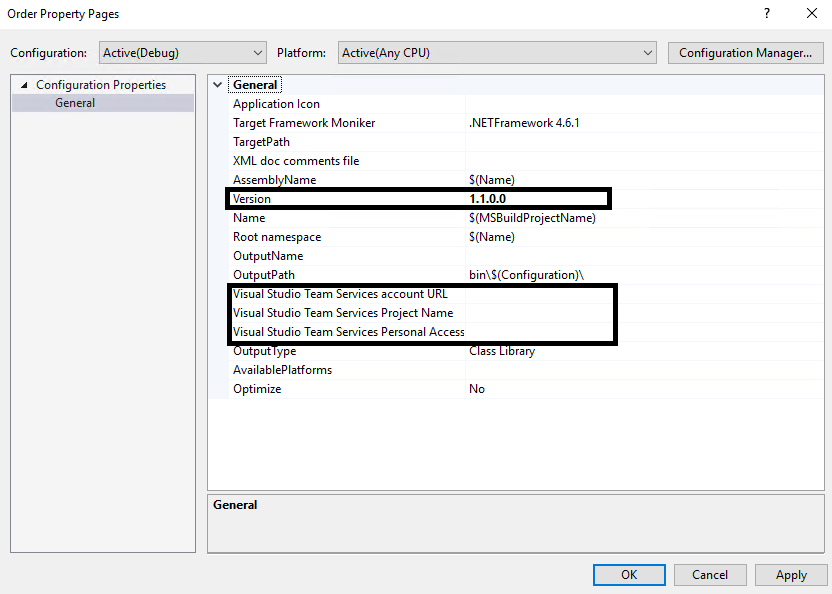 Order Property Pages ?
Configuration: Active(Debug) Platform: Active(Any CPU) Configuration Manager...
Configuration Properties
General
General
Application Icon
Target Framework Moniker .NETFramework 4.6.1
TargetPath
XML doc comments file
AssemblyName $(Name)
Version 1.1.0.0
Name $(MSBuildProjectName)
Root namespace $(Name)
OutputName
OutputPath bin\$(Configuration)\
Visual Studio Team Services account URL
Visual Studio Team Services Project Name
Visual Studio Team Services Personal Access
OutputType Class Library
AvailablePlatforms
Optimize No
General
OK Cancel Apply